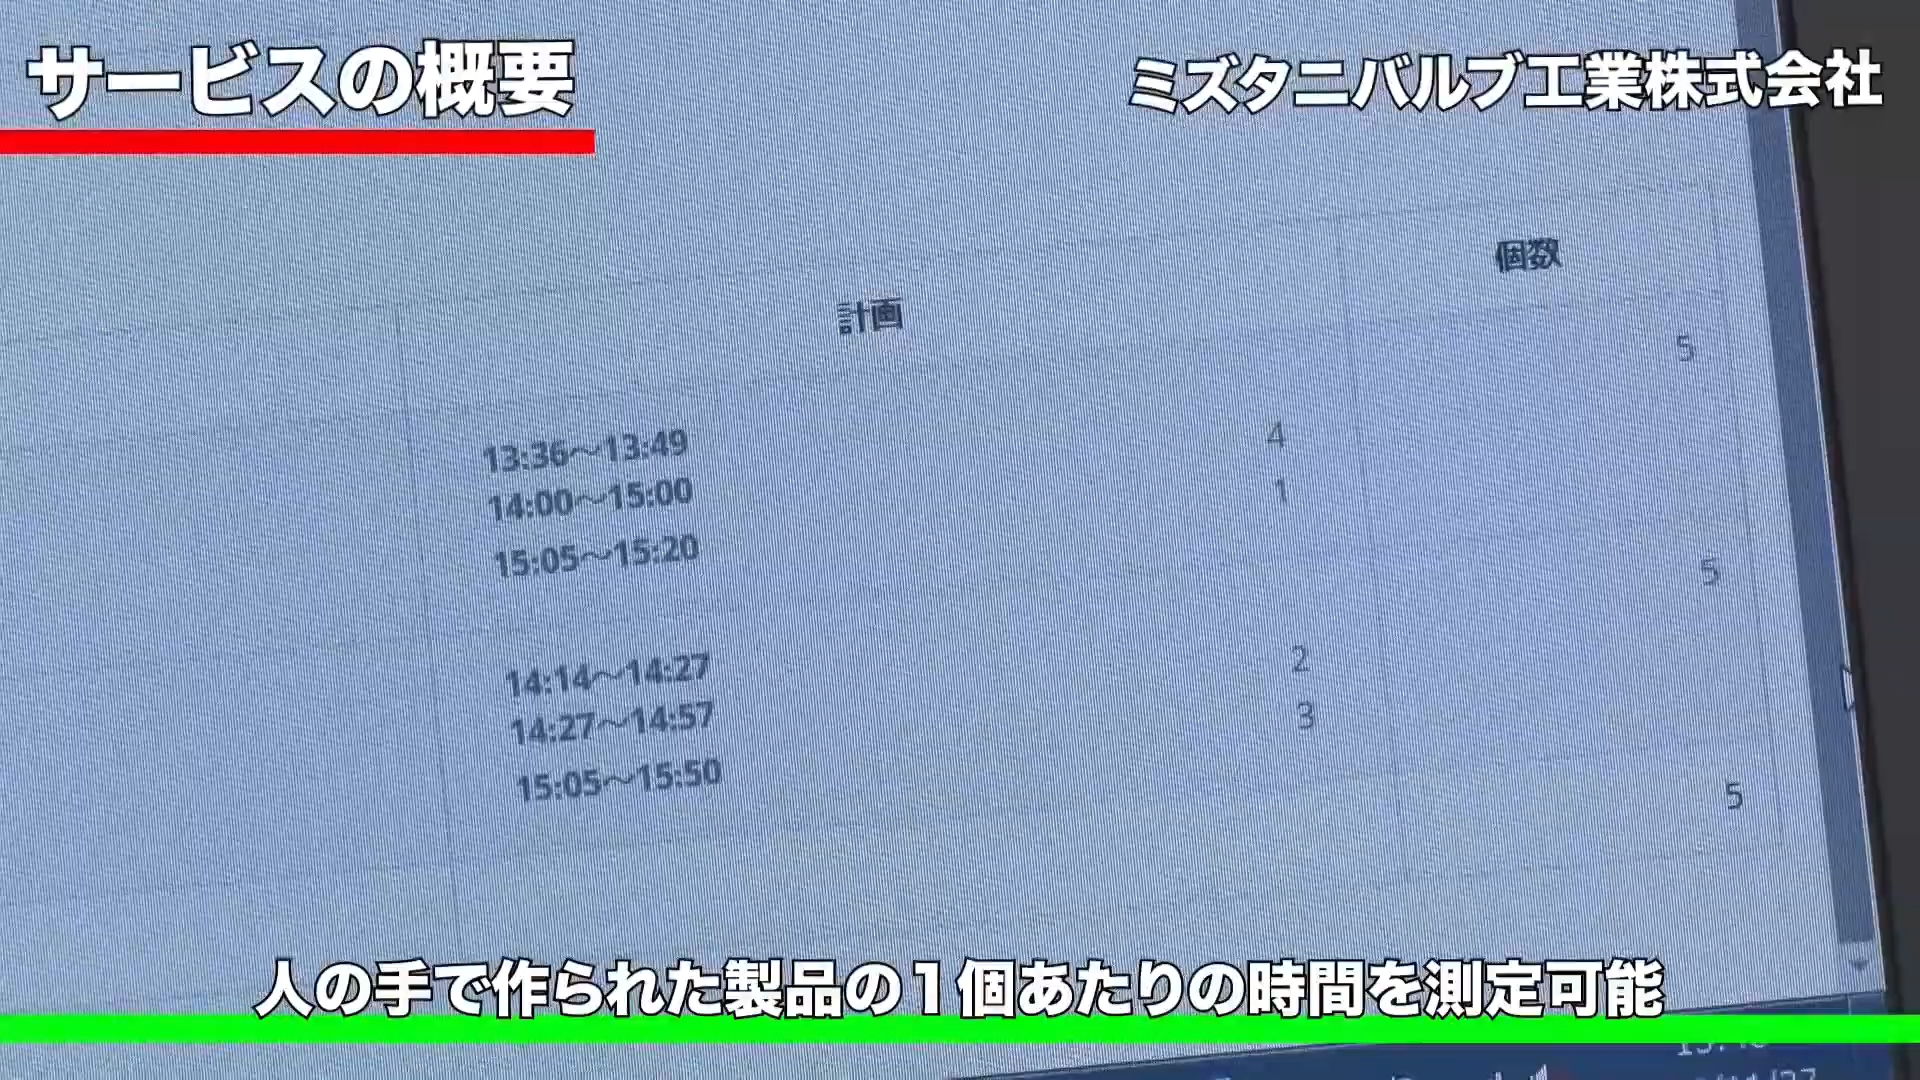 サービスの概要
ミズタニバルブ工業株式会社
計画
個数
5
13:36～13:49 4
14:00～15:00 1
15:05～15:20
5
14:14～14:27 2
14:27～14:57 3
15:05～15:50
5
人の手で作られた製品の1個あたりの時間を測定可能